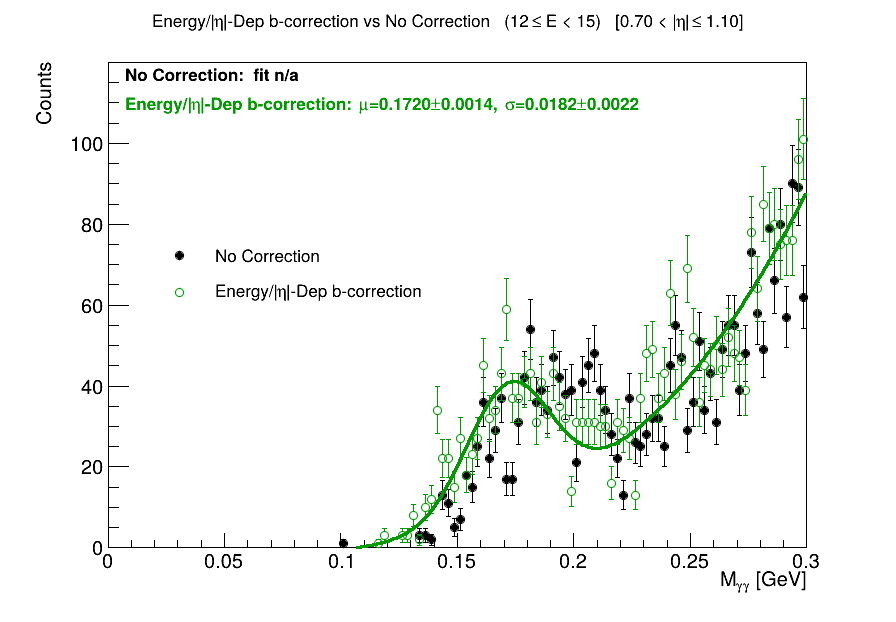 Energy/|η|-Dep b-correction vs No Correction (12 ≤ E < 15) [0.70 < |η| ≤ 1.10]
Counts
No Correction: fit n/a
Energy/|η|-Dep b-correction: μ=0.1720±0.0014, σ=0.0182±0.0022
100
80
60
40
20
0
No Correction
Energy/|η|-Dep b-correction
0 0.05 0.1 0.15 0.2 0.25 0.3
Mγγ [GeV]